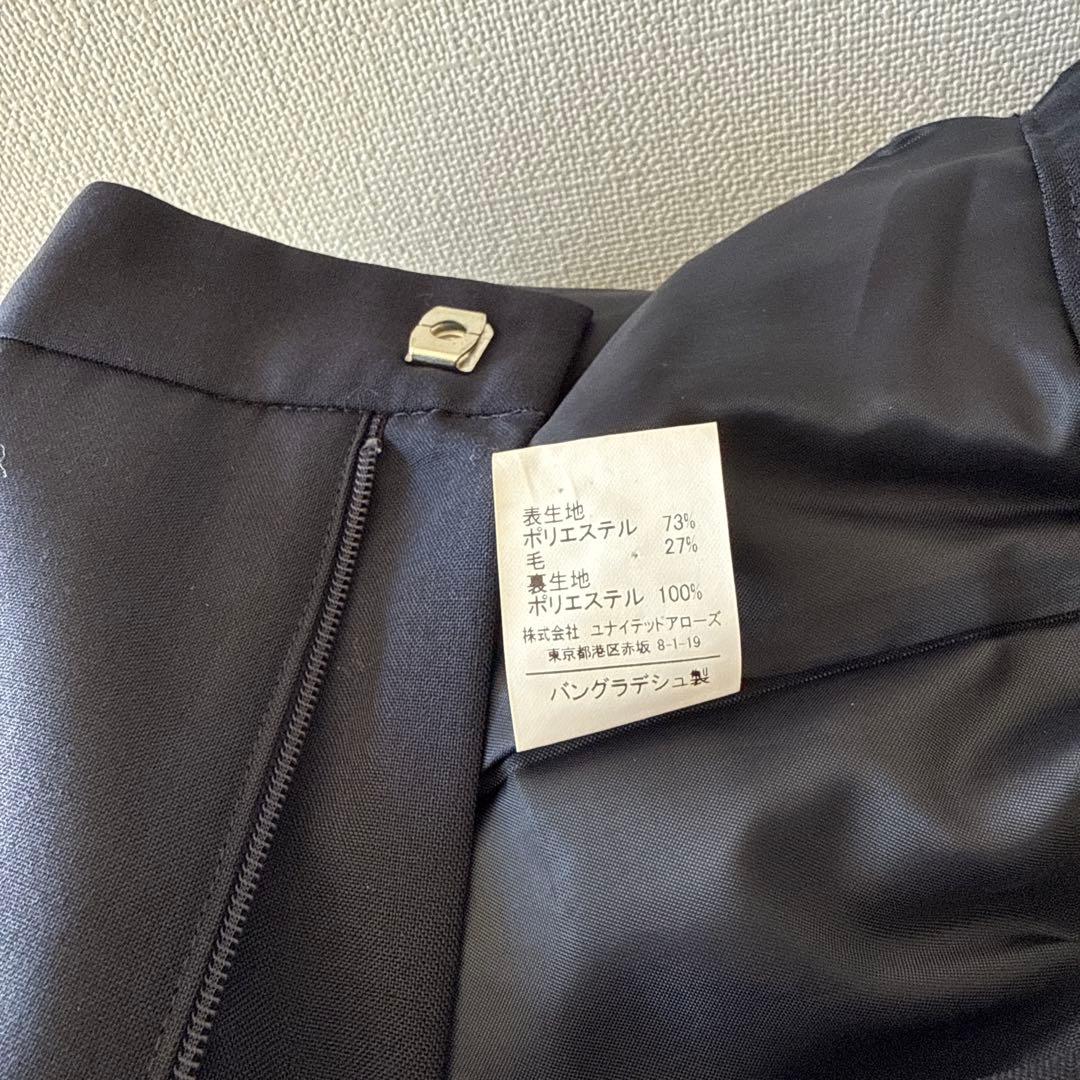 表生地
ポリエステル 73%
毛 27%
裏生地
ポリエステル 100%
株式会社 ユナイテッドアローズ
東京都港区赤坂 8-1-19
バングラデシュ製